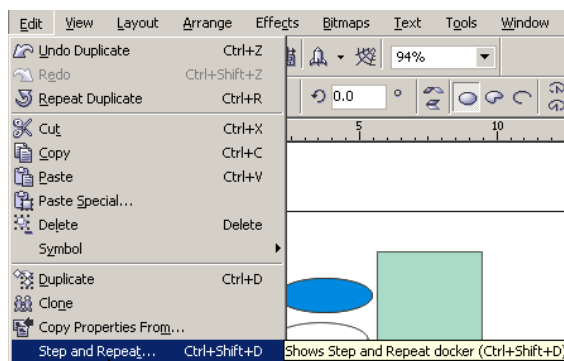 Edit View Layout Arrange Effects Bitmaps Text Tools Window
Undo Duplicate Ctrl+Z
94%
Redo Ctrl+Shift+Z
Repeat Duplicate Ctrl+R
0.0 °
Cut Ctrl+X
5 10
Copy Ctrl+C
Paste Ctrl+V
Paste Special...
Delete Delete
Symbol
Duplicate Ctrl+D
Clone
Copy Properties From...
Step and Repeat... Ctrl+Shift+D
Shows Step and Repeat docker (Ctrl+Shift+D)